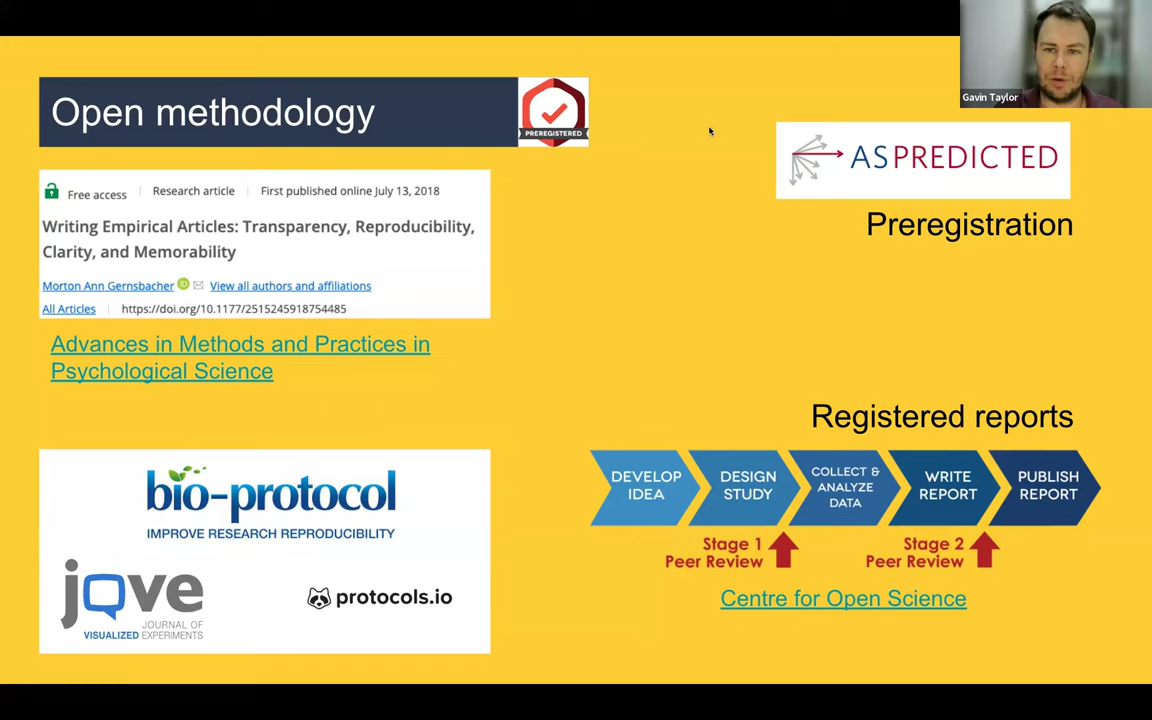 Gavin Taylor
Open methodology
PREREGISTERED
ASPREDICTED
Preregistration
Free access
Research article
First published online July 13, 2018
Writing Empirical Articles: Transparency, Reproducibility,
Clarity, and Memorability
Morton Ann Gernsbacher
iD
View all authors and affiliations
All Articles
https://doi.org/10.1177/2515245918754485
Advances in Methods and Practices in
Psychological Science
Registered reports
DEVELOP
IDEA
DESIGN
STUDY
COLLECT &
ANALYZE
DATA
WRITE
REPORT
PUBLISH
REPORT
Stage 1
Peer Review
Stage 2
Peer Review
Centre for Open Science
bio-protocol
IMPROVE RESEARCH REPRODUCIBILITY
jove
JOURNAL OF
VISUALIZED EXPERIMENTS
protocols.io